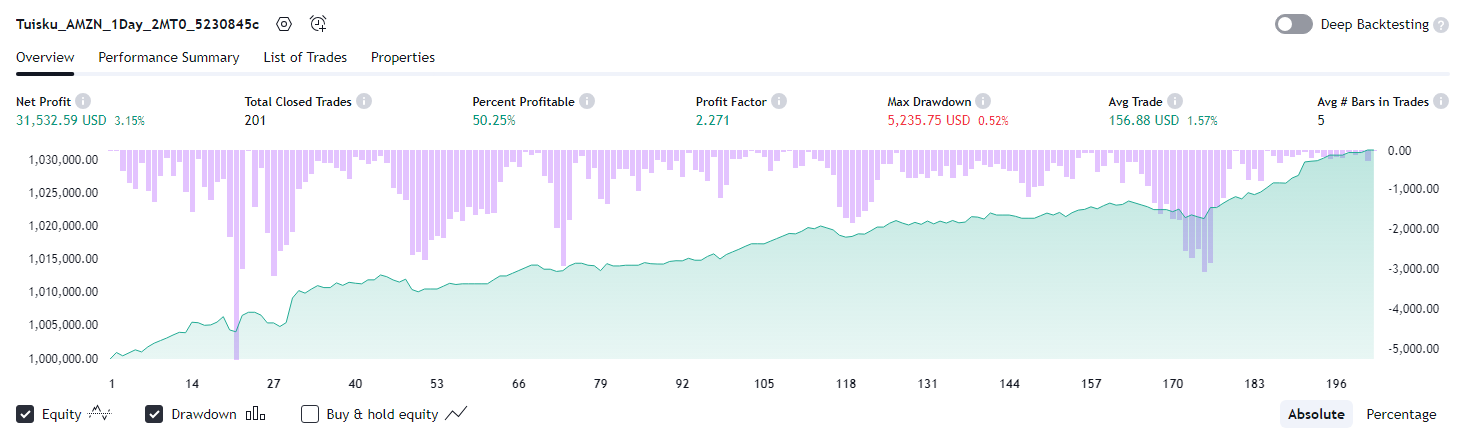 Tuisku_AMZN_1Day_2MT0_5230845c Deep Backtesting
Overview Performance Summary List of Trades Properties
Net Profit Total Closed Trades Percent Profitable Profit Factor Max Drawdown Avg Trade Avg # Bars in Trades
31,532.59 USD 3.15% 201 50.25% 2.271 5,235.75 USD 0.52% 156.88 USD 1.57% 5
1,030,000.00 0.00
1,025,000.00 -1,000.00
1,020,000.00 -2,000.00
1,015,000.00 -3,000.00
1,010,000.00 -4,000.00
1,005,000.00 -5,000.00
1,000,000.00
1 14 27 40 53 66 79 92 105 118 131 144 157 170 183 196
Equity Drawdown Buy & hold equity Absolute Percentage